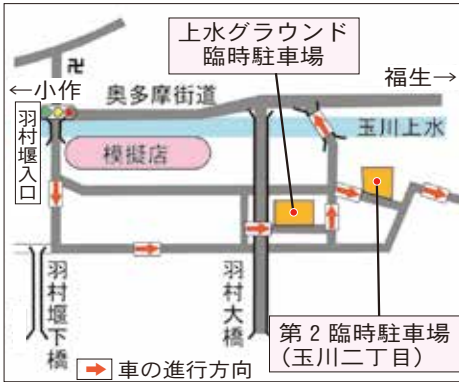 上水グラウンド
臨時駐車場
卍
←小作
奥多摩街道
福生→
羽村堰入口
玉川上水
模擬店
羽村堰下橋
羽村大橋
第2臨時駐車場
(玉川二丁目)
車の進行方向